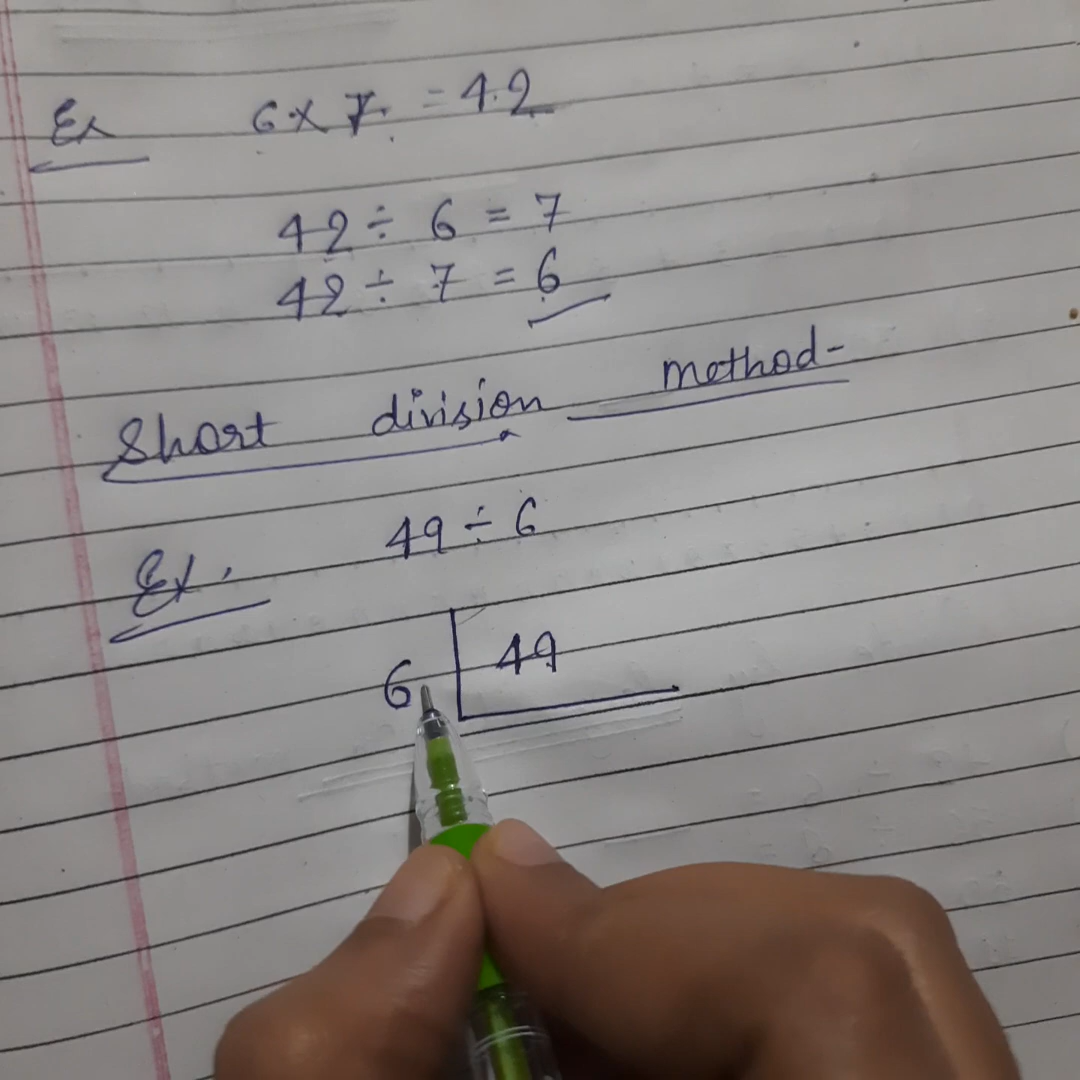 Ex 6 × 7 = 42
42 ÷ 6 = 7
42 ÷ 7 = 6
Short division method-
Ex. 49 ÷ 6
6 49